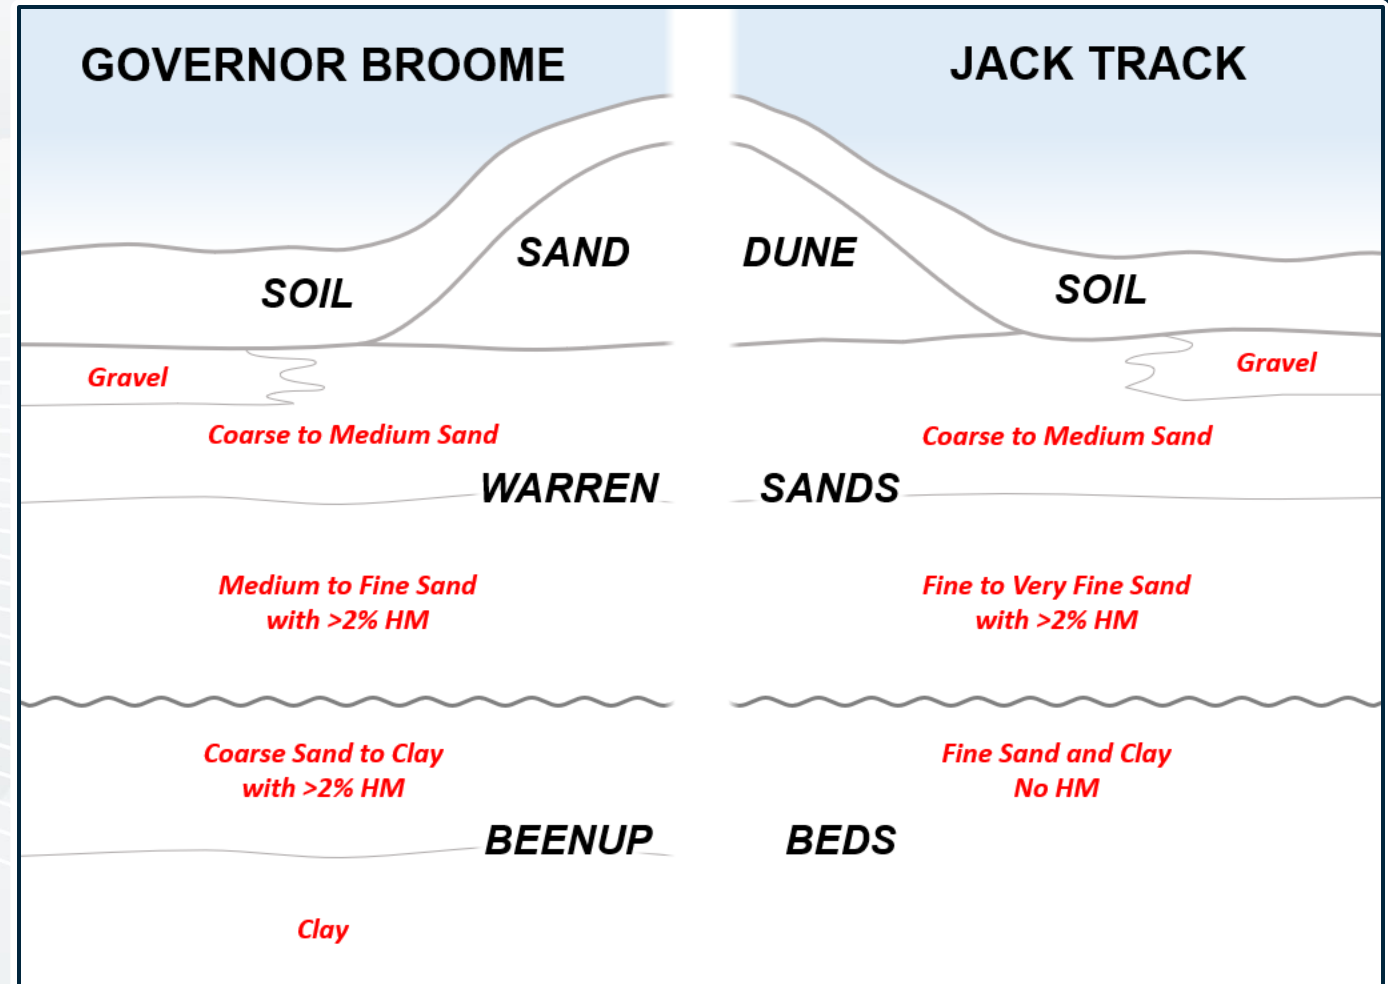 GOVERNOR BROOME
JACK TRACK
SAND DUNE
SOIL
SOIL
Gravel
Gravel
Coarse to Medium Sand
Coarse to Medium Sand
WARREN SANDS
Medium to Fine Sand
with >2% HM
Fine to Very Fine Sand
with >2% HM
Coarse Sand to Clay
with >2% HM
Fine Sand and Clay
No HM
BEENUP BEDS
Clay